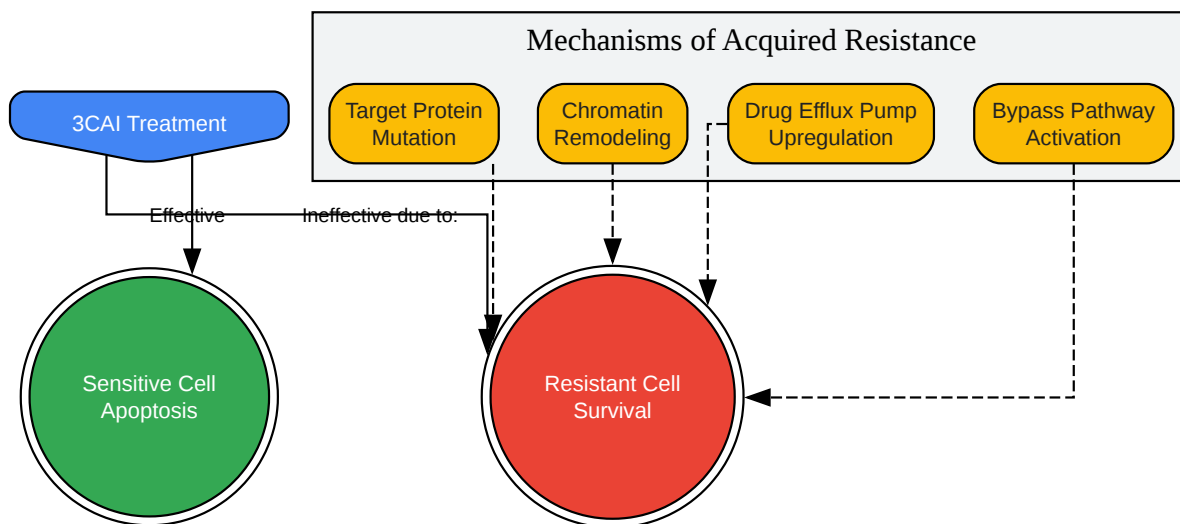 Mechanisms of Acquired Resistance
3CAI Treatment
Target Protein
Mutation
Chromatin
Remodeling
Drug Efflux Pump
Upregulation
Bypass Pathway
Activation
Effective
Ineffective due to:
Sensitive Cell
Apoptosis
Resistant Cell
Survival